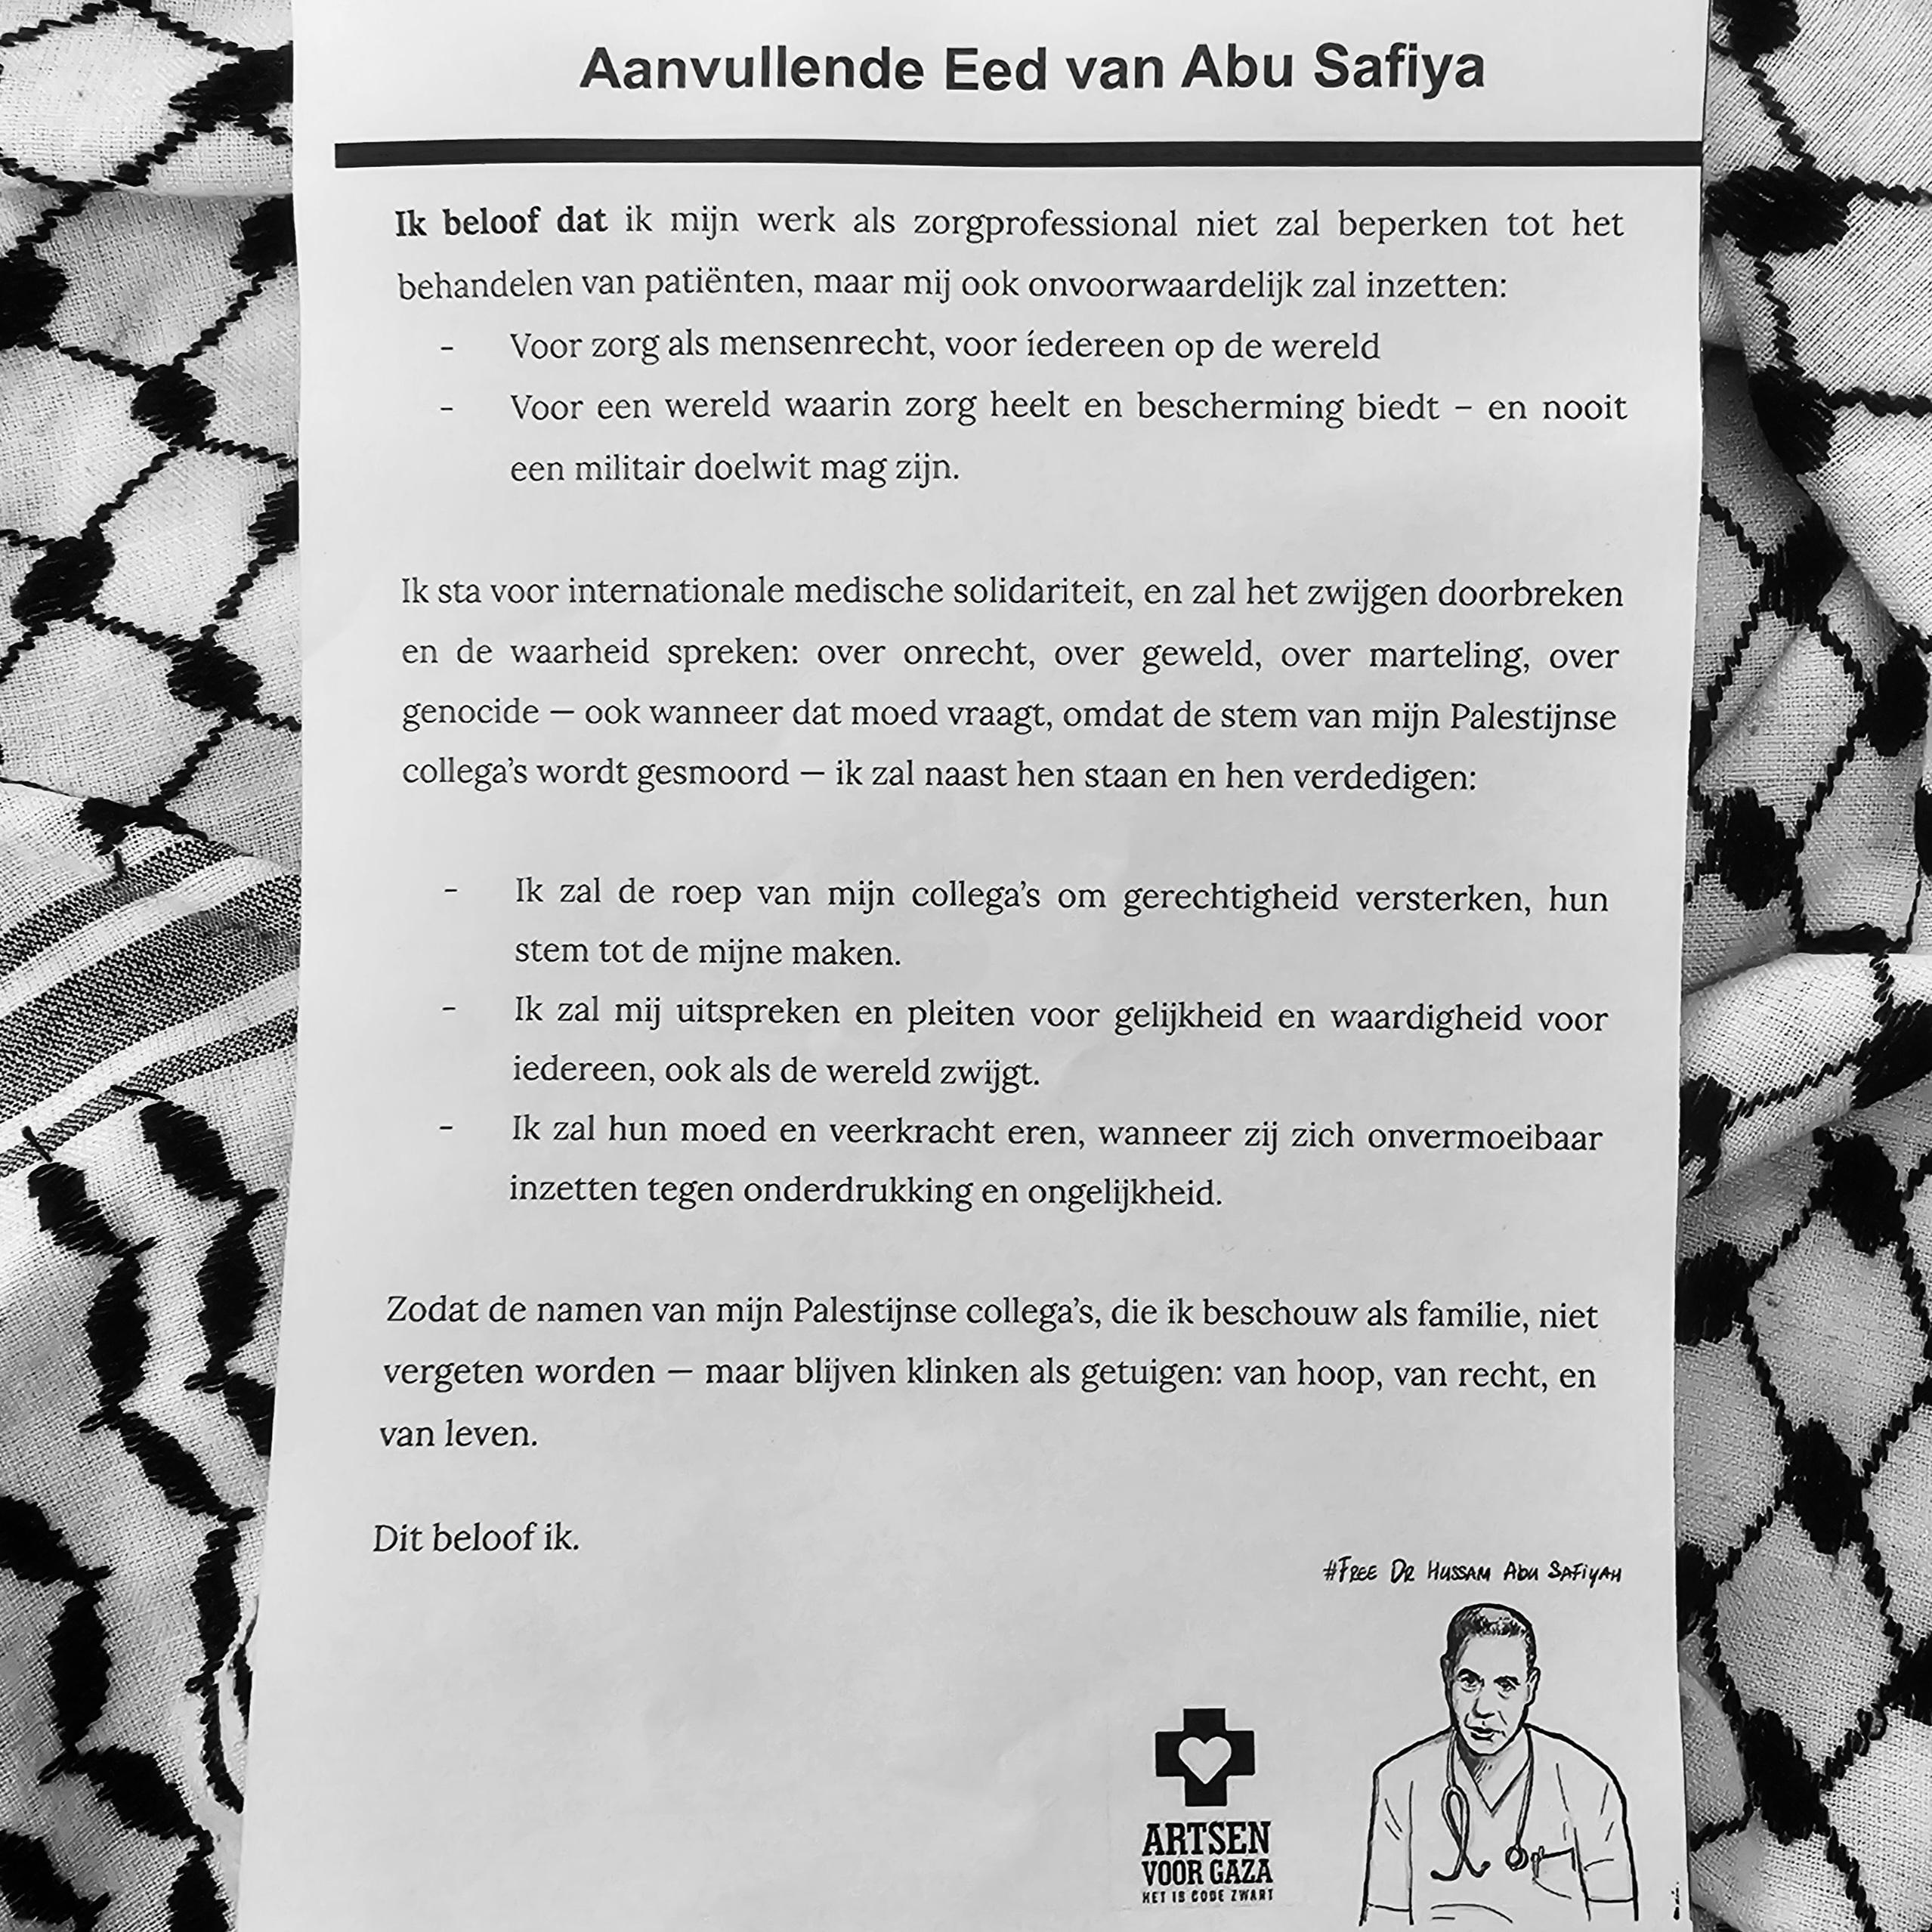 Aanvullende Eed van Abu Safiya
Ik beloof dat ik mijn werk als zorgprofessional niet zal beperken tot het
behandelen van patiënten, maar mij ook onvoorwaardelijk zal inzetten:
- Voor zorg als mensenrecht, voor íedereen op de wereld
- Voor een wereld waarin zorg heelt en bescherming biedt – en nooit
een militair doelwit mag zijn.
Ik sta voor internationale medische solidariteit, en zal het zwijgen doorbreken
en de waarheid spreken: over onrecht, over geweld, over marteling, over
genocide — ook wanneer dat moed vraagt, omdat de stem van mijn Palestijnse
collega’s wordt gesmoord — ik zal naast hen staan en hen verdedigen:
- Ik zal de roep van mijn collega’s om gerechtigheid versterken, hun
stem tot de mijne maken.
- Ik zal mij uitspreken en pleiten voor gelijkheid en waardigheid voor
iedereen, ook als de wereld zwijgt.
- Ik zal hun moed en veerkracht eren, wanneer zij zich onvermoeibaar
inzetten tegen onderdrukking en ongelijkheid.
Zodat de namen van mijn Palestijnse collega’s, die ik beschouw als familie, niet
vergeten worden — maar blijven klinken als getuigen: van hoop, van recht, en
van leven.
Dit beloof ik.
#FREE DR HUSSAM ABU SAFIYAH
ARTSEN
VOOR GAZA
HET IS CODE ZWART